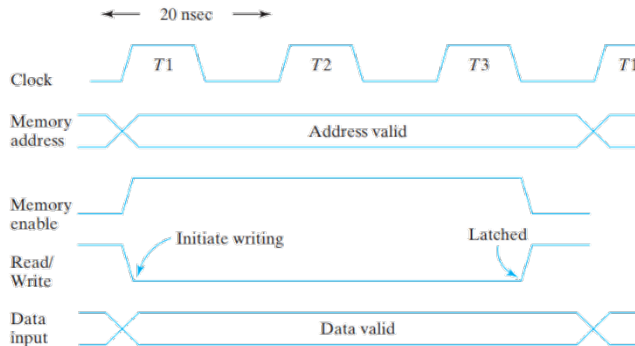 20 nsec
Clock T1 T2 T3 T1
Memory
address
Address valid
Memory
enable
Initiate writing Latched
Read/
Write
Data
input
Data valid